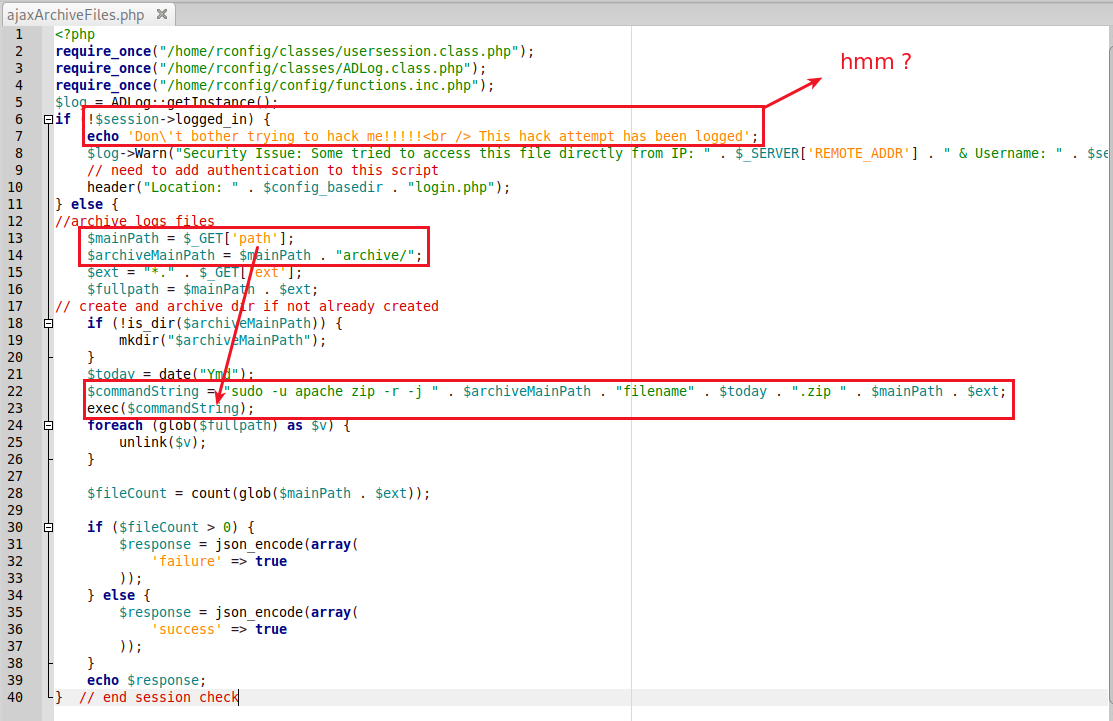 ajaxArchiveFiles.php
hmm ?
1 <?php
2 require_once("/home/rconfig/classes/usersession.class.php");
3 require_once("/home/rconfig/classes/ADLog.class.php");
4 require_once("/home/rconfig/config/functions.inc.php");
5 $log = ADLog::getInstance();
6 if (!$session->logged_in) {
7     echo 'Don\'t bother trying to hack me!!!!!<br /> This hack attempt has been logged';
8     $log->Warn("Security Issue: Some tried to access this file directly from IP: " . $_SERVER['REMOTE_ADDR'] . " & Username: " . $se
9     // need to add authentication to this script
10     header("Location: " . $config_basedir . "login.php");
11 } else {
12 //archive logs files
13     $mainPath = $_GET['path'];
14     $archiveMainPath = $mainPath . "archive/";
15     $ext = "*." . $_GET['ext'];
16     $fullpath = $mainPath . $ext;
17 // create and archive dir if not already created
18     if (!is_dir($archiveMainPath)) {
19         mkdir("$archiveMainPath");
20     }
21     $today = date("Ymd");
22     $commandString = "sudo -u apache zip -r -j " . $archiveMainPath . "filename" . $today . ".zip " . $mainPath . $ext;
23     exec($commandString);
24     foreach (glob($fullpath) as $v) {
25         unlink($v);
26     }
27
28     $fileCount = count(glob($mainPath . $ext));
29
30     if ($fileCount > 0) {
31         $response = json_encode(array(
32             'failure' => true
33         ));
34     } else {
35         $response = json_encode(array(
36             'success' => true
37         ));
38     }
39     echo $response;
40 }  // end session check